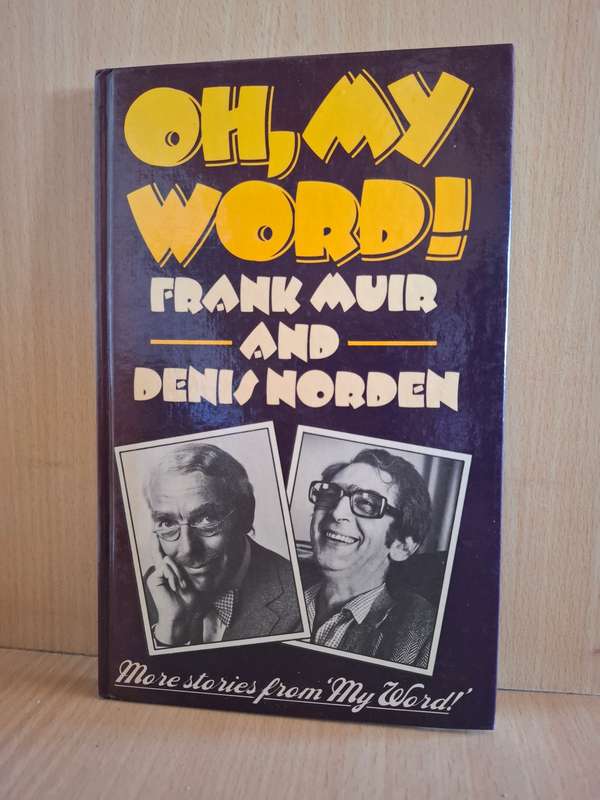 OH, MY
WORD!
FRANK MUIR
AND
DENIS NORDEN
More stories from 'My Word!'